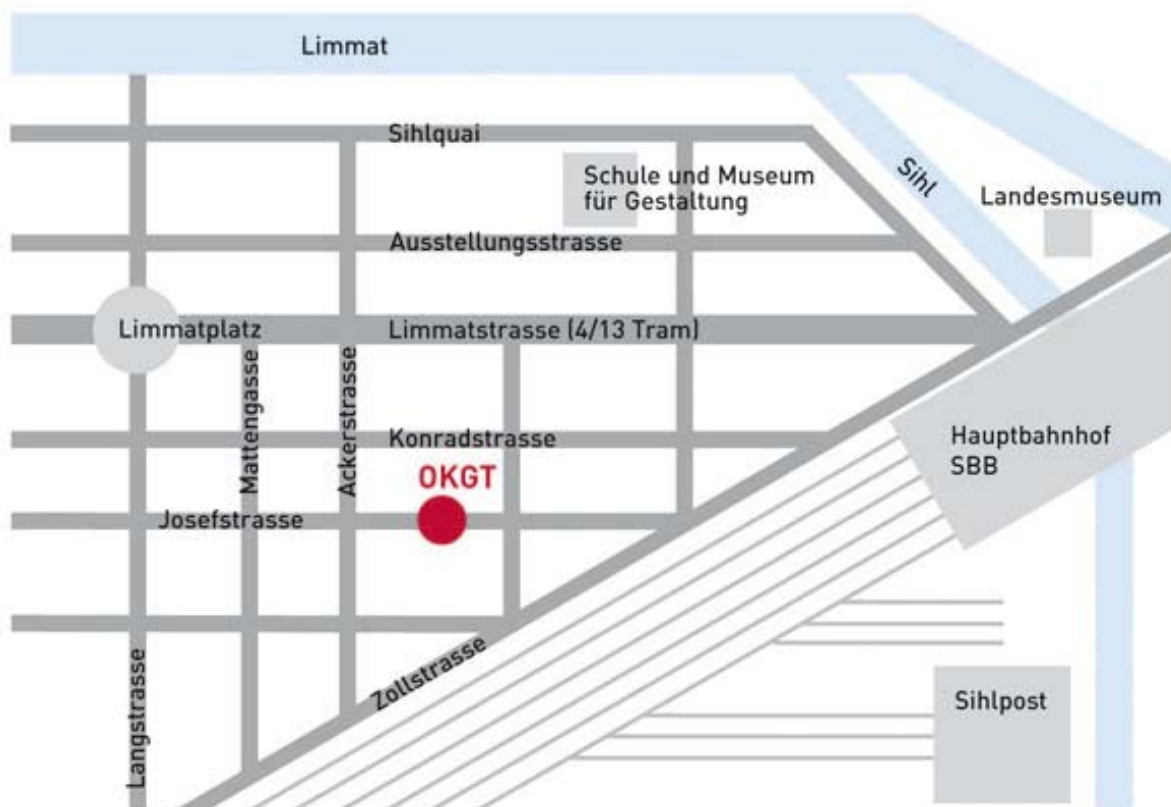 Limmat
Sihlquai
Schule und Museum
für Gestaltung
Sihl
Landesmuseum
Ausstellungsstrasse
Limmatplatz
Limmatstrasse (4/13 Tram)
Mattengasse
Ackerstrasse
Konradstrasse
Hauptbahnhof
SBB
OKGT
Josefstrasse
Zollstrasse
Langstrasse
Sihlpost